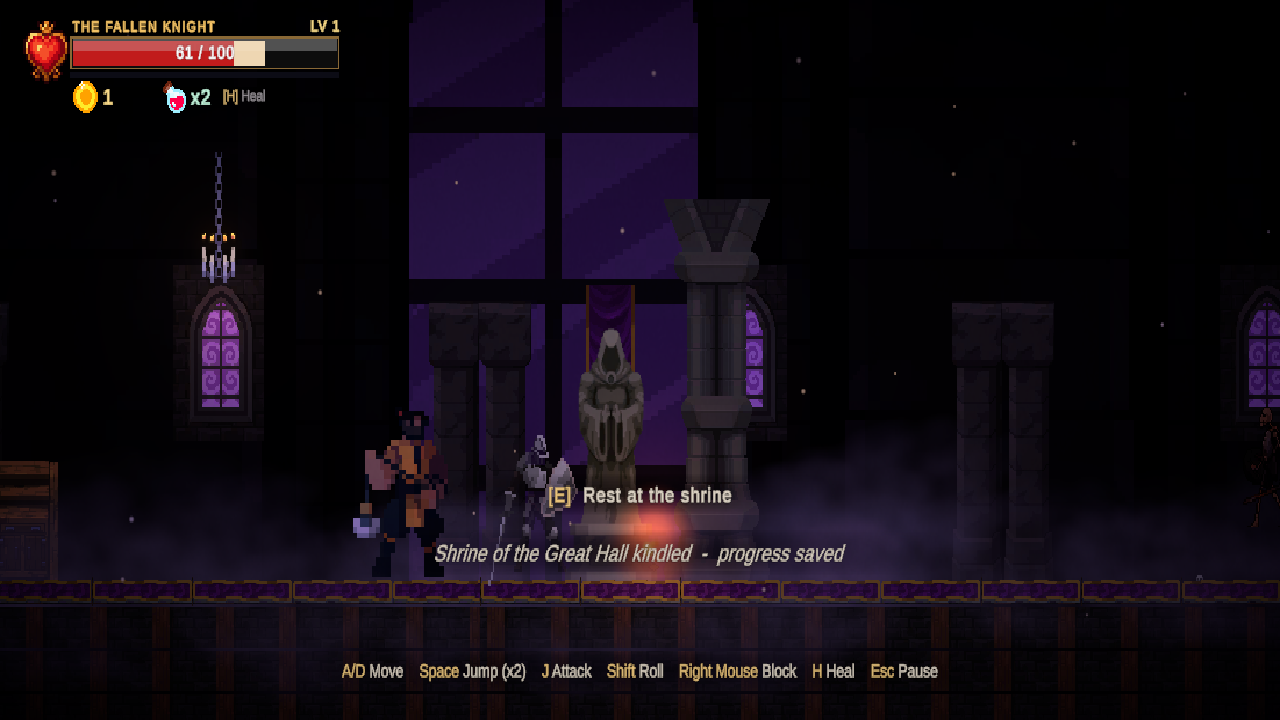 THE FALLEN KNIGHT LV 1
61 / 100
1 x2 [H] Heal
[E] Rest at the shrine
Shrine of the Great Hall kindled - progress saved
A/D Move Space Jump (x2) J Attack Shift Roll Right Mouse Block H Heal Esc Pause